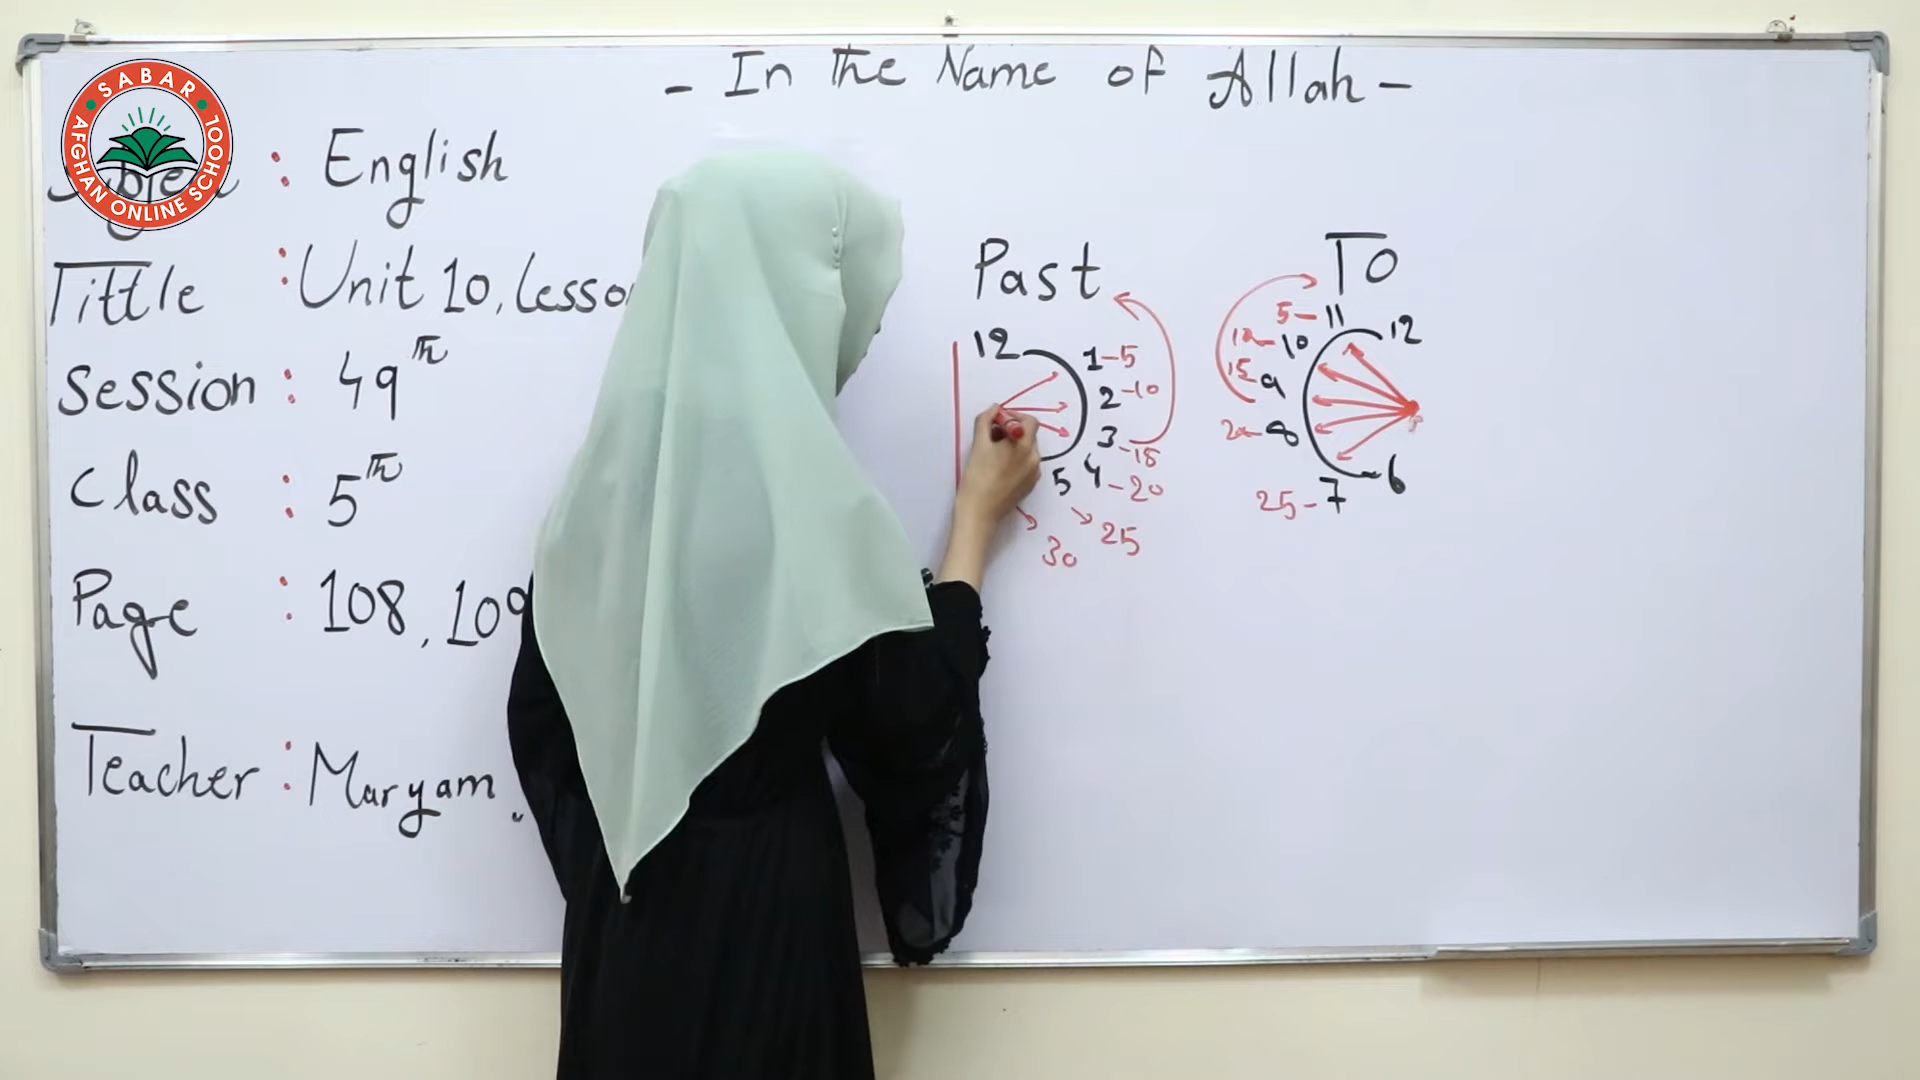 - In the Name of Allah -
SABAR
AFGHAN ONLINE SCHOOL
: English
Tittle : Unit 10, Lesso
Session : 49th
Class : 5th
Page : 108, 109
Teacher : Maryam
Past
12
1-5
2-10
3-15
4-20
5
25
30
To
5-11
12
10-10
15-9
20-8
25-7
6